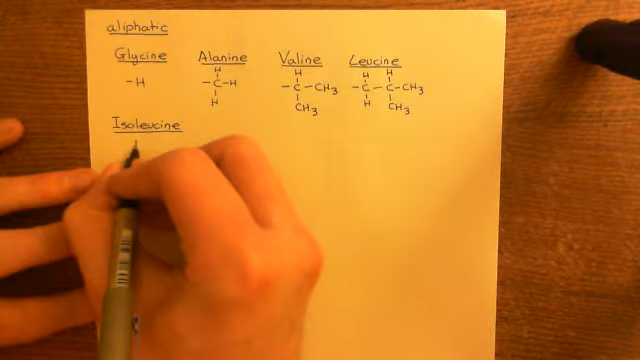 aliphatic
Glycine Alanine Valine Leucine
H H H H
-H -C-H -C-CH3 -C-C-CH3
H CH3 H CH3
Isoleucine